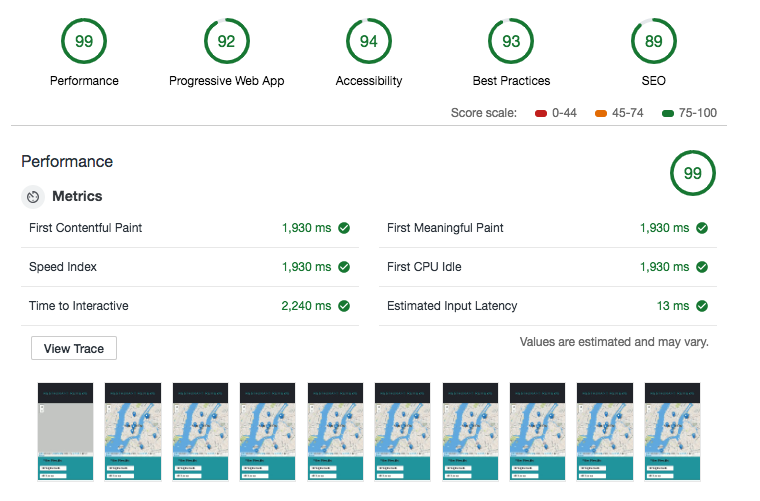 99 92 94 93 89
Performance Progressive Web App Accessibility Best Practices SEO
Score scale: 0-44 45-74 75-100
Performance 99
Metrics
First Contentful Paint 1,930 ms First Meaningful Paint 1,930 ms
Speed Index 1,930 ms First CPU Idle 1,930 ms
Time to Interactive 2,240 ms Estimated Input Latency 13 ms
View Trace Values are estimated and may vary.